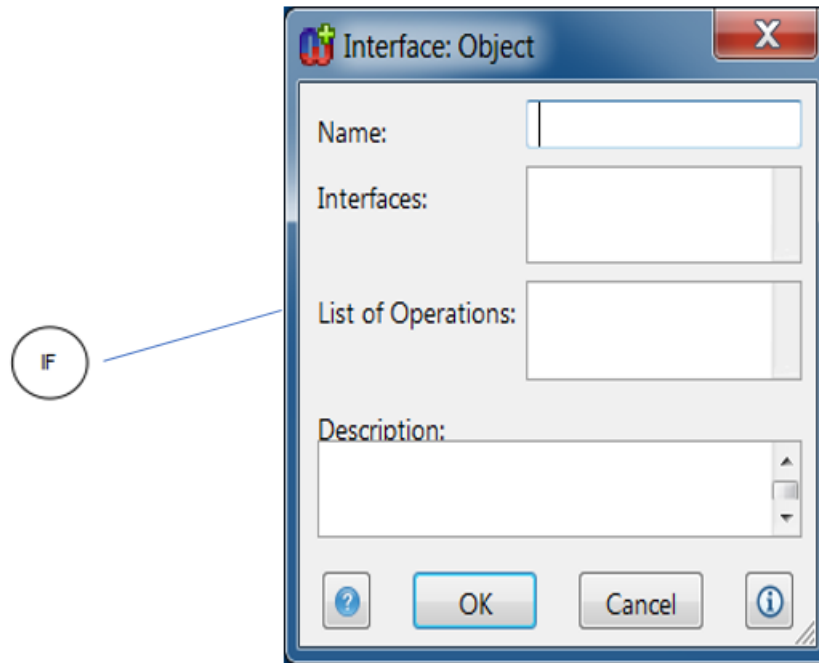 Interface: Object
X
Name:
Interfaces:
List of Operations:
IF
Description:
?
OK
Cancel
i